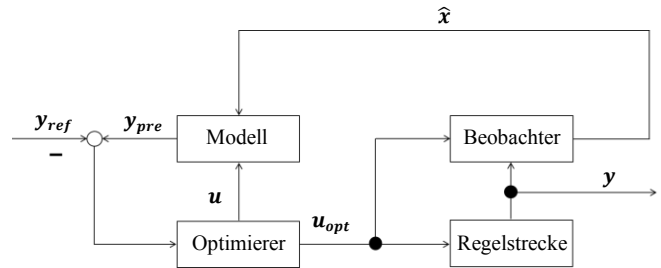 x̂
y_ref
y_pre
Modell
Beobachter
−
u
y
Optimierer
u_opt
Regelstrecke